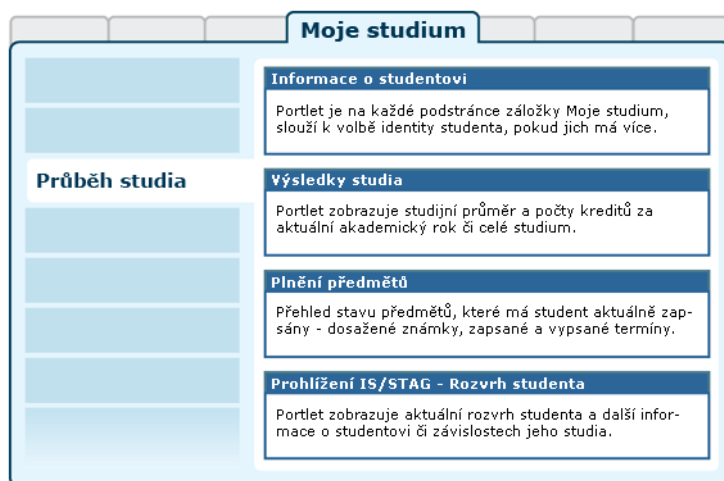 Moje studium
Informace o studentovi
Portlet je na každé podstránce záložky Moje studium,
slouží k volbě identity studenta, pokud jich má více.
Průběh studia
Výsledky studia
Portlet zobrazuje studijní průměr a počty kreditů za
aktuální akademický rok či celé studium.
Plnění předmětů
Přehled stavu předmětů, které má student aktuálně zap-
sány - dosažené známky, zapsané a vypsané termíny.
Prohlížení IS/STAG - Rozvrh studenta
Portlet zobrazuje aktuální rozvrh studenta a další infor-
mace o studentovi či závislostech jeho studia.